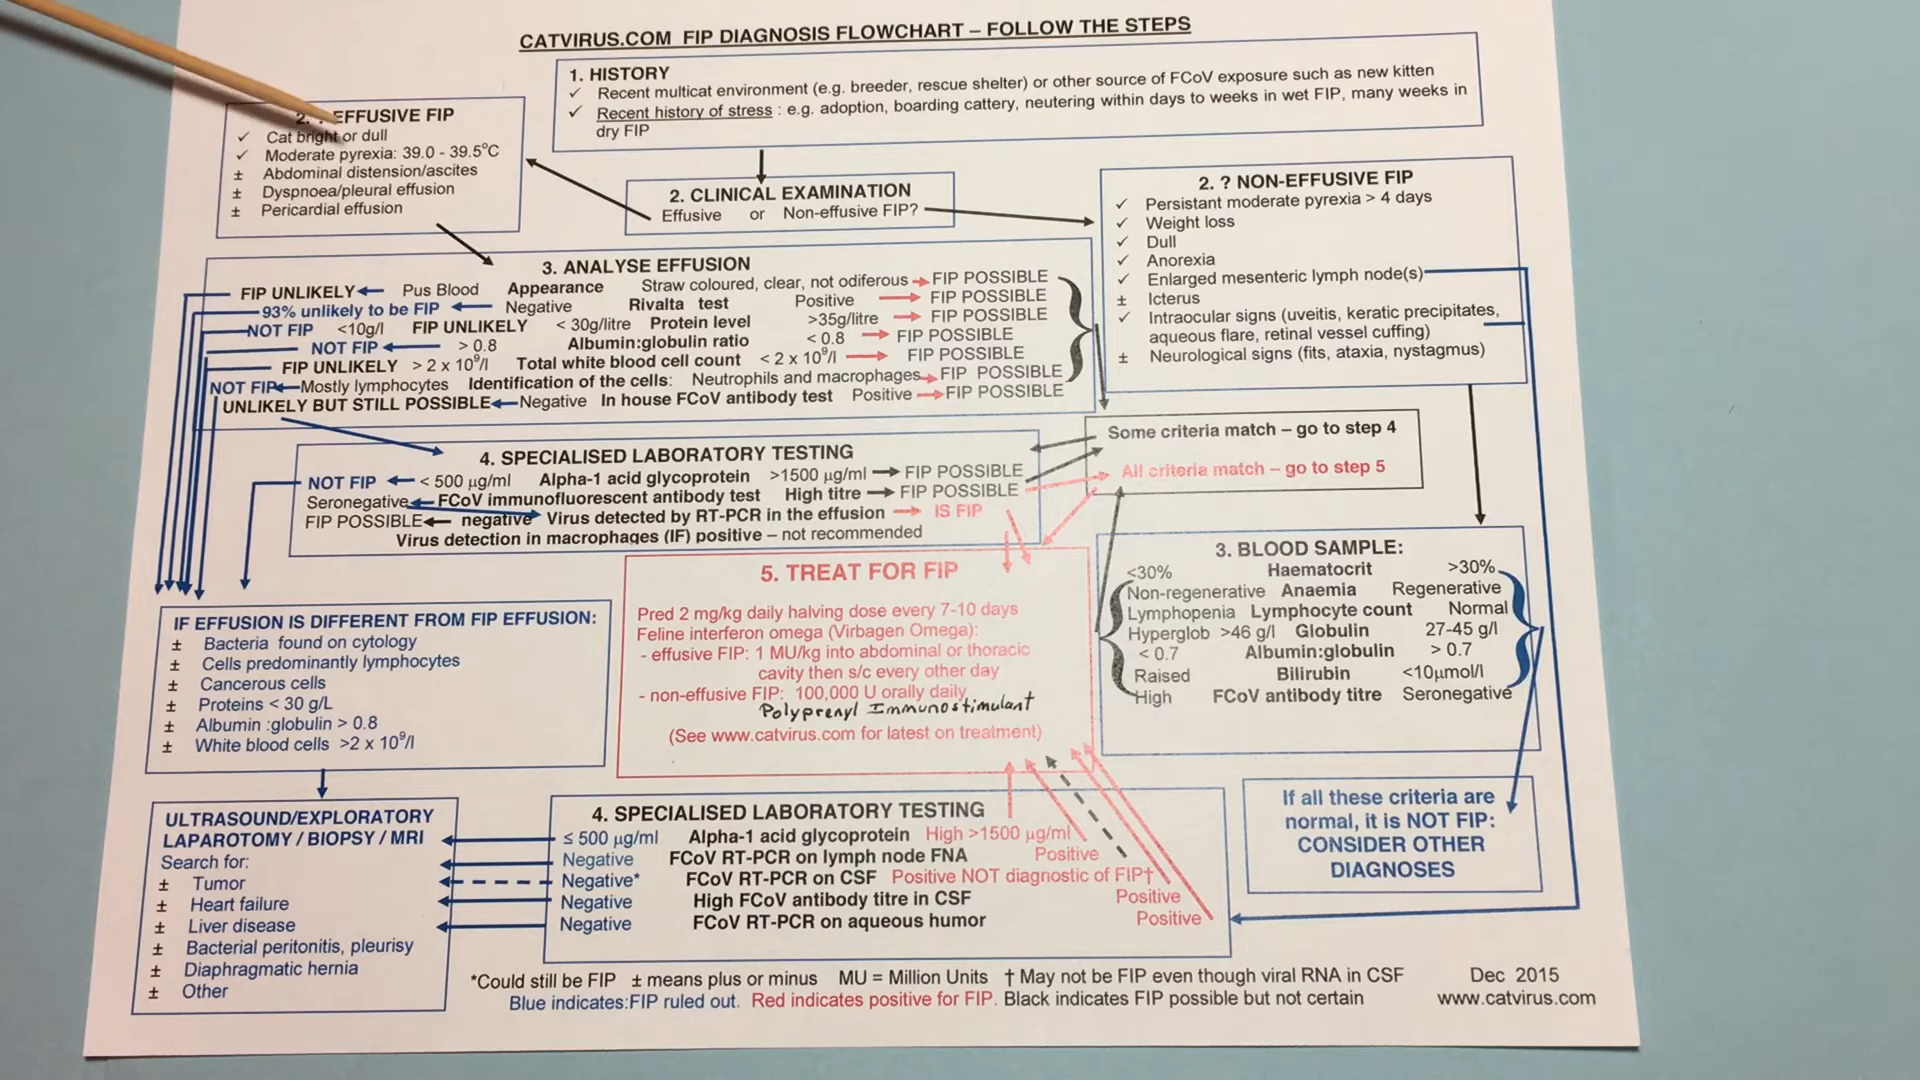 CATVIRUS.COM FIP DIAGNOSIS FLOWCHART – FOLLOW THE STEPS
1. HISTORY
✓ Recent multicat environment (e.g. breeder, rescue shelter) or other source of FCoV exposure such as new kitten
✓ Recent history of stress : e.g. adoption, boarding cattery, neutering within days to weeks in wet FIP, many weeks in
dry FIP
2. EFFUSIVE FIP
✓ Cat bright or dull
✓ Moderate pyrexia: 39.0 - 39.5°C
± Abdominal distension/ascites
± Dyspnoea/pleural effusion
± Pericardial effusion
2. CLINICAL EXAMINATION
Effusive or Non-effusive FIP?
2. ? NON-EFFUSIVE FIP
✓ Persistant moderate pyrexia > 4 days
✓ Weight loss
✓ Dull
✓ Anorexia
✓ Enlarged mesenteric lymph node(s)
± Icterus
✓ Intraocular signs (uveitis, keratic precipitates,
aqueous flare, retinal vessel cuffing)
± Neurological signs (fits, ataxia, nystagmus)
3. ANALYSE EFFUSION
FIP UNLIKELY Pus Blood Appearance Straw coloured, clear, not odiferous FIP POSSIBLE
93% unlikely to be FIP Negative Rivalta test Positive FIP POSSIBLE
NOT FIP <10g/l FIP UNLIKELY < 30g/litre Protein level >35g/litre FIP POSSIBLE
NOT FIP > 0.8 Albumin:globulin ratio < 0.8 FIP POSSIBLE
FIP UNLIKELY > 2 x 10⁹/l Total white blood cell count < 2 x 10⁹/l FIP POSSIBLE
NOT FIP Mostly lymphocytes Identification of the cells: Neutrophils and macrophages FIP POSSIBLE
UNLIKELY BUT STILL POSSIBLE Negative In house FCoV antibody test Positive FIP POSSIBLE
Some criteria match – go to step 4
All criteria match – go to step 5
4. SPECIALISED LABORATORY TESTING
NOT FIP < 500 µg/ml Alpha-1 acid glycoprotein >1500 µg/ml FIP POSSIBLE
Seronegative FCoV immunofluorescent antibody test High titre FIP POSSIBLE
FIP POSSIBLE negative Virus detected by RT-PCR in the effusion IS FIP
Virus detection in macrophages (IF) positive – not recommended
5. TREAT FOR FIP
Pred 2 mg/kg daily halving dose every 7-10 days
Feline interferon omega (Virbagen Omega):
- effusive FIP: 1 MU/kg into abdominal or thoracic
cavity then s/c every other day
- non-effusive FIP: 100,000 U orally daily
Polyprenyl Immunostimulant
(See www.catvirus.com for latest on treatment)
3. BLOOD SAMPLE:
<30% Haematocrit >30%
Non-regenerative Anaemia Regenerative
Lymphopenia Lymphocyte count Normal
Hyperglob >46 g/l Globulin 27-45 g/l
< 0.7 Albumin:globulin > 0.7
Raised Bilirubin <10µmol/l
High FCoV antibody titre Seronegative
IF EFFUSION IS DIFFERENT FROM FIP EFFUSION:
± Bacteria found on cytology
± Cells predominantly lymphocytes
± Cancerous cells
± Proteins < 30 g/L
± Albumin :globulin > 0.8
± White blood cells >2 x 10⁹/l
If all these criteria are
normal, it is NOT FIP:
CONSIDER OTHER
DIAGNOSES
ULTRASOUND/EXPLORATORY
LAPAROTOMY / BIOPSY / MRI
Search for:
± Tumor
± Heart failure
± Liver disease
± Bacterial peritonitis, pleurisy
± Diaphragmatic hernia
± Other
4. SPECIALISED LABORATORY TESTING
≤ 500 µg/ml Alpha-1 acid glycoprotein High >1500 µg/ml
Negative FCoV RT-PCR on lymph node FNA Positive
Negative* FCoV RT-PCR on CSF Positive NOT diagnostic of FIP†
Negative High FCoV antibody titre in CSF Positive
Negative FCoV RT-PCR on aqueous humor Positive
*Could still be FIP ± means plus or minus MU = Million Units † May not be FIP even though viral RNA in CSF
Blue indicates:FIP ruled out. Red indicates positive for FIP. Black indicates FIP possible but not certain
Dec 2015
www.catvirus.com